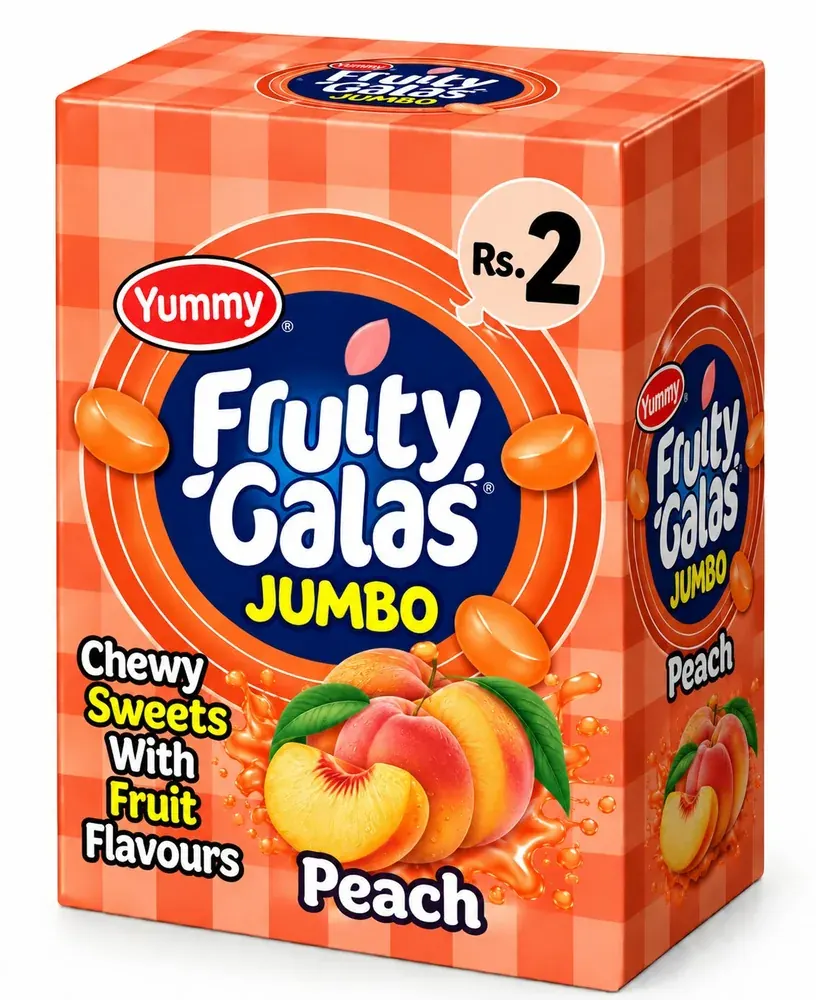 Yummy
Fruity
Galas
JUMBO
Rs.2
Yummy®
Fruity
Galas®
JUMBO
Chewy
Sweets
With
Fruit
Flavours
Peach
Yummy
Fruity
Galas
JUMBO
Peach